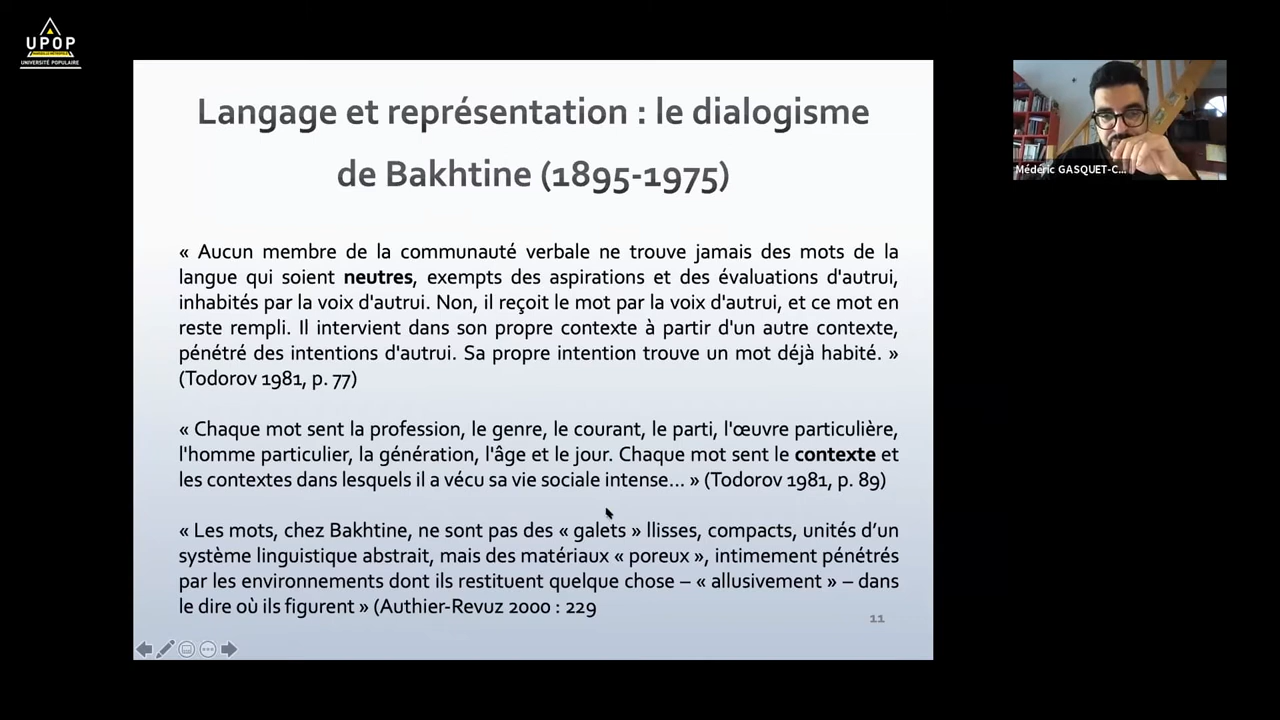 UPOP
UNIVERSITÉ POPULAIRE
Langage et représentation : le dialogisme
de Bakhtine (1895-1975)
Médéric GASQUET-C...
« Aucun membre de la communauté verbale ne trouve jamais des mots de la
langue qui soient neutres, exempts des aspirations et des évaluations d'autrui,
inhabités par la voix d'autrui. Non, il reçoit le mot par la voix d'autrui, et ce mot en
reste rempli. Il intervient dans son propre contexte à partir d'un autre contexte,
pénétré des intentions d'autrui. Sa propre intention trouve un mot déjà habité. »
(Todorov 1981, p. 77)
« Chaque mot sent la profession, le genre, le courant, le parti, l'œuvre particulière,
l'homme particulier, la génération, l'âge et le jour. Chaque mot sent le contexte et
les contextes dans lesquels il a vécu sa vie sociale intense... » (Todorov 1981, p. 89)
« Les mots, chez Bakhtine, ne sont pas des « galets » llisses, compacts, unités d’un
système linguistique abstrait, mais des matériaux « poreux », intimement pénétrés
par les environnements dont ils restituent quelque chose – « allusivement » – dans
le dire où ils figurent » (Authier-Revuz 2000 : 229
11